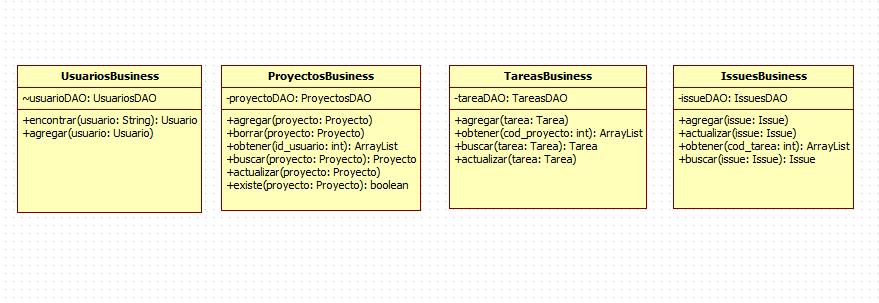 UsuariosBusiness
~usuarioDAO: UsuariosDAO
+encontrar(usuario: String): Usuario
+agregar(usuario: Usuario)
ProyectosBusiness
-proyectoDAO: ProyectosDAO
+agregar(proyecto: Proyecto)
+borrar(proyecto: Proyecto)
+obtener(id_usuario: int): ArrayList
+buscar(proyecto: Proyecto): Proyecto
+actualizar(proyecto: Proyecto)
+existe(proyecto: Proyecto): boolean
TareasBusiness
-tareaDAO: TareasDAO
+agregar(tarea: Tarea)
+obtener(cod_proyecto: int): ArrayList
+buscar(tarea: Tarea): Tarea
+actualizar(tarea: Tarea)
IssuesBusiness
-issueDAO: IssuesDAO
+agregar(issue: Issue)
+actualizar(issue: Issue)
+obtener(cod_tarea: int): ArrayList
+buscar(issue: Issue): Issue